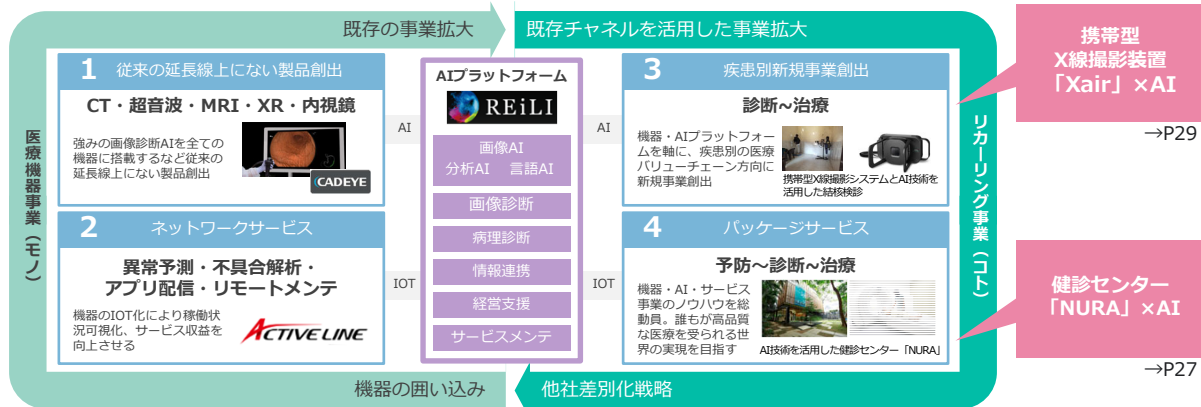 既存の事業拡大
既存チャネルを活用した事業拡大
医療機器事業（モノ）
1 従来の延長線上にない製品創出
CT・超音波・MRI・XR・内視鏡
強みの画像診断AIを全ての
機器に搭載するなど従来の
延長線上にない製品創出
CADEYE
2 ネットワークサービス
異常予測・不具合解析・
アプリ配信・リモートメンテ
機器のIOT化により稼働状
況可視化、サービス収益を
向上させる
ACTIVE LINE
AI
IOT
AIプラットフォーム
REiLI
画像AI
分析AI 言語AI
画像診断
病理診断
情報連携
経営支援
サービスメンテ
AI
IOT
3 疾患別新規事業創出
診断~治療
機器・AIプラットフォー
ムを軸に、疾患別の医療
バリューチェーン方向に
新規事業創出
携帯型X線撮影システムとAI技術を
活用した結核検診
4 パッケージサービス
予防~診断~治療
機器・AI・サービス
事業のノウハウを総
動員。誰もが高品質
な医療を受られる世
界の実現を目指す
AI技術を活用した健診センター「NURA」
リカーリング事業（コト）
機器の囲い込み
他社差別化戦略
携帯型
X線撮影装置
「Xair」×AI
→P29
健診センター
「NURA」×AI
→P27